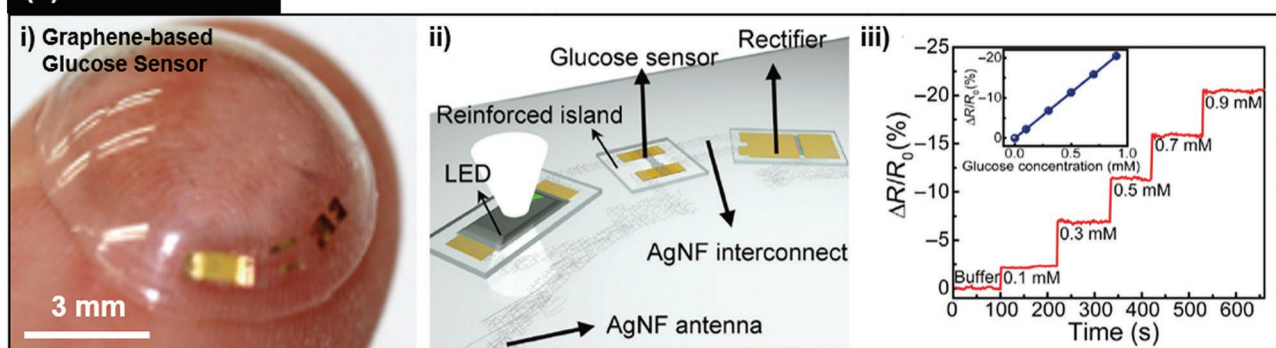 i) Graphene-based
Glucose Sensor
3 mm
ii)
Rectifier
Glucose sensor
Reinforced island
LED
AgNF interconnect
AgNF antenna
iii)
-25
-20
-15
-10
-5
0
ΔR/R0(%)
-20
-10
0
ΔR/R0(%)
0.0 0.5 1.0
Glucose concentration (mM)
Buffer
0.1 mM
0.3 mM
0.5 mM
0.7 mM
0.9 mM
0 100 200 300 400 500 600
Time (s)